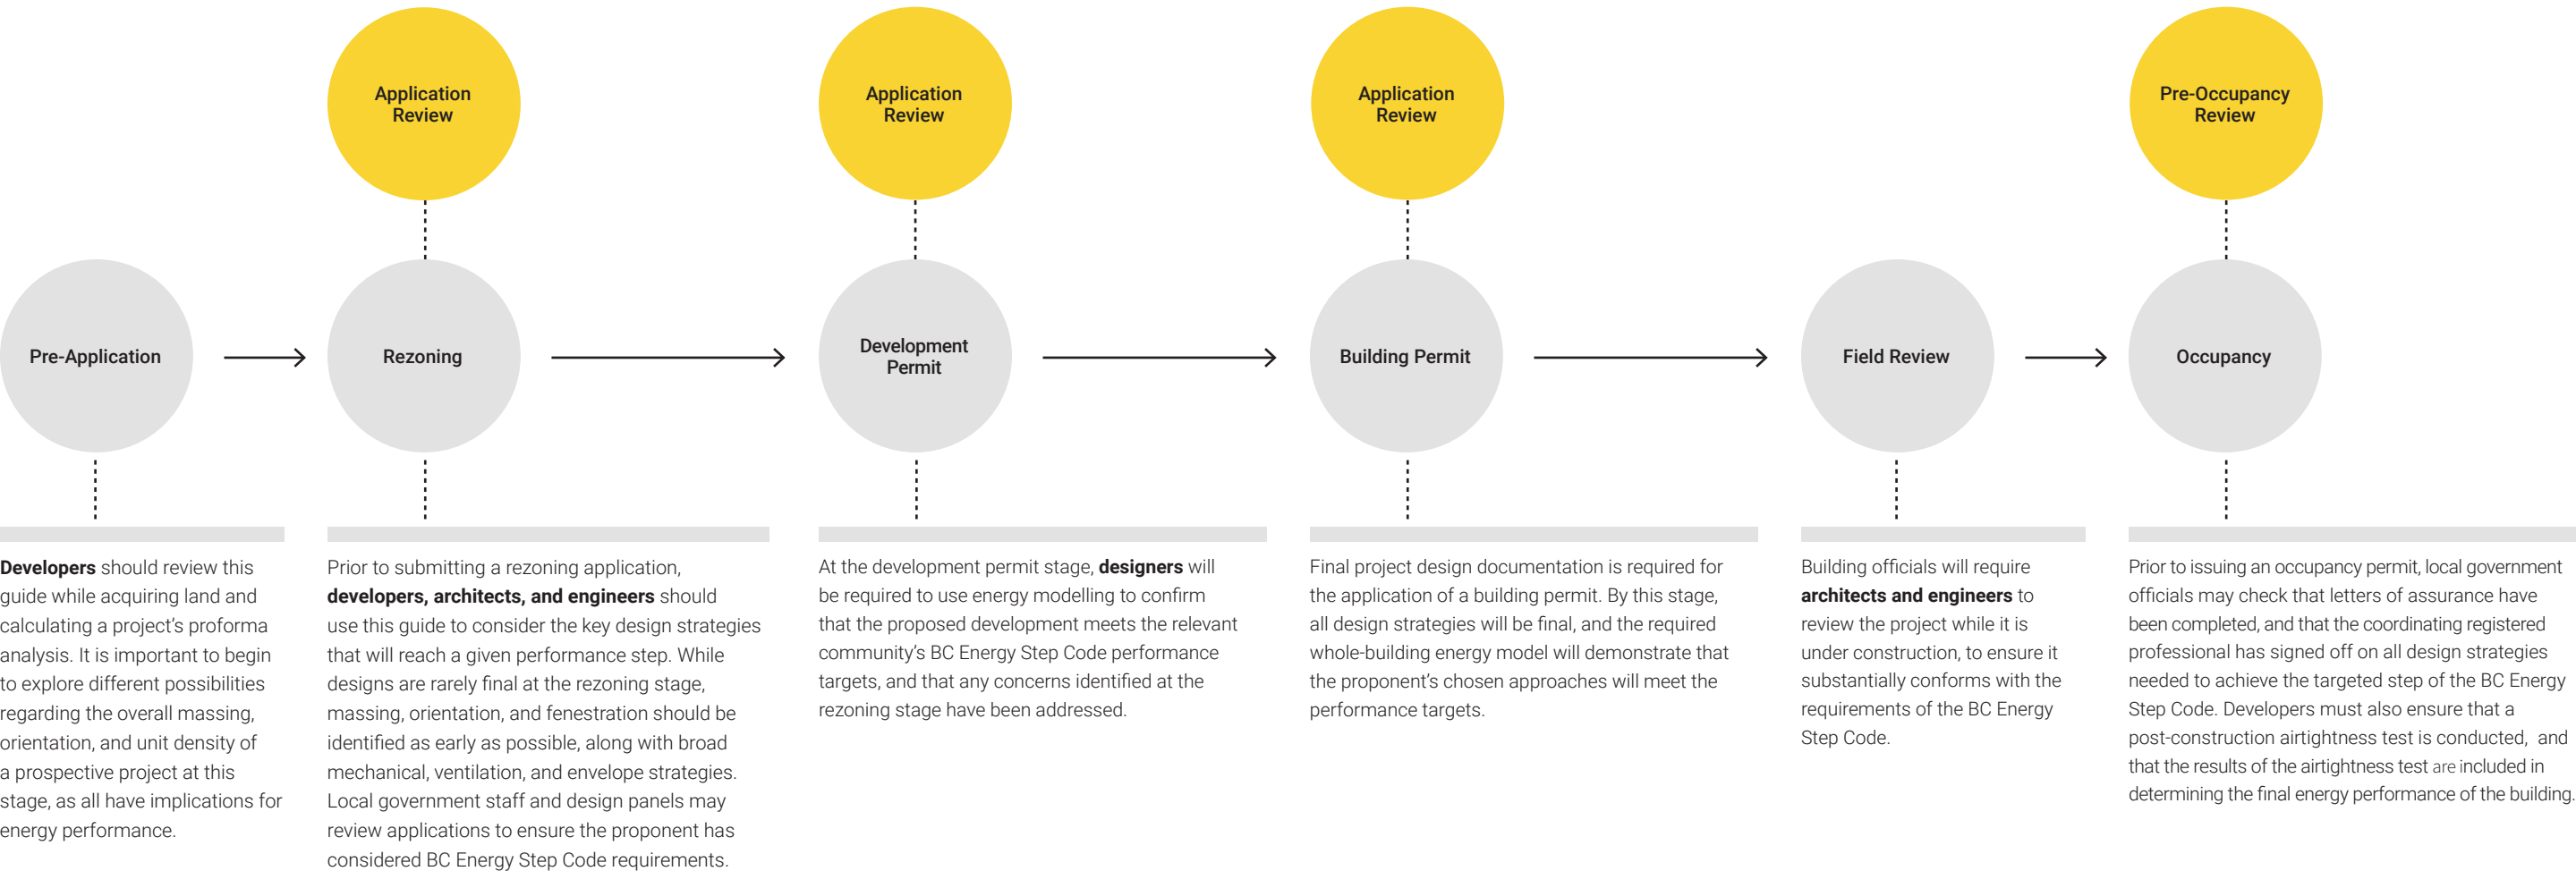 Application
Review
Application
Review
Application
Review
Pre-Occupancy
Review
Pre-Application
Rezoning
Development
Permit
Building Permit
Field Review
Occupancy
Developers should review this
guide while acquiring land and
calculating a project’s proforma
analysis. It is important to begin
to explore different possibilities
regarding the overall massing,
orientation, and unit density of
a prospective project at this
stage, as all have implications for
energy performance.
Prior to submitting a rezoning application,
developers, architects, and engineers should
use this guide to consider the key design strategies
that will reach a given performance step. While
designs are rarely final at the rezoning stage,
massing, orientation, and fenestration should be
identified as early as possible, along with broad
mechanical, ventilation, and envelope strategies.
Local government staff and design panels may
review applications to ensure the proponent has
considered BC Energy Step Code requirements.
At the development permit stage, designers will
be required to use energy modelling to confirm
that the proposed development meets the relevant
community’s BC Energy Step Code performance
targets, and that any concerns identified at the
rezoning stage have been addressed.
Final project design documentation is required for
the application of a building permit. By this stage,
all design strategies will be final, and the required
whole-building energy model will demonstrate that
the proponent’s chosen approaches will meet the
performance targets.
Building officials will require
architects and engineers to
review the project while it is
under construction, to ensure it
substantially conforms with the
requirements of the BC Energy
Step Code.
Prior to issuing an occupancy permit, local government
officials may check that letters of assurance have
been completed, and that the coordinating registered
professional has signed off on all design strategies
needed to achieve the targeted step of the BC Energy
Step Code. Developers must also ensure that a
post-construction airtightness test is conducted, and
that the results of the airtightness test are included in
determining the final energy performance of the building.